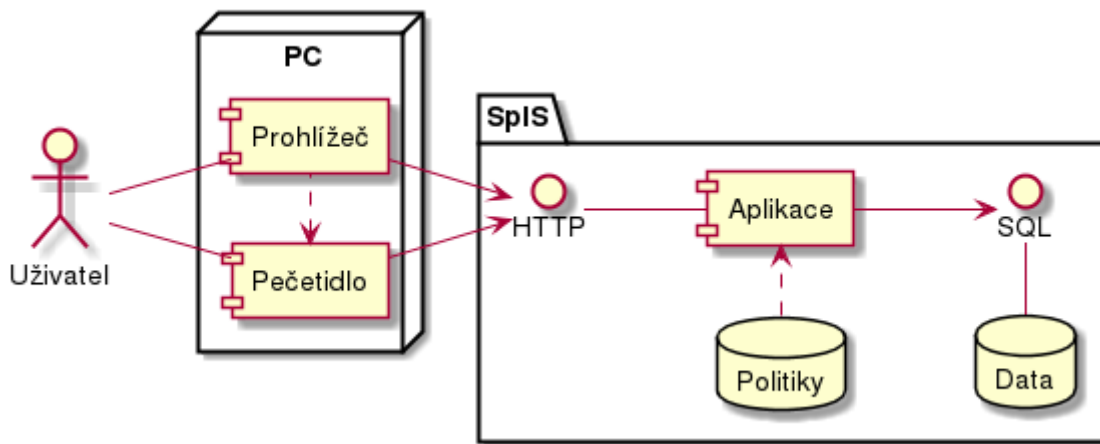 PC
Prohlížeč
Pečetidlo
Uživatel
SpIS
HTTP
Aplikace
SQL
Politiky
Data